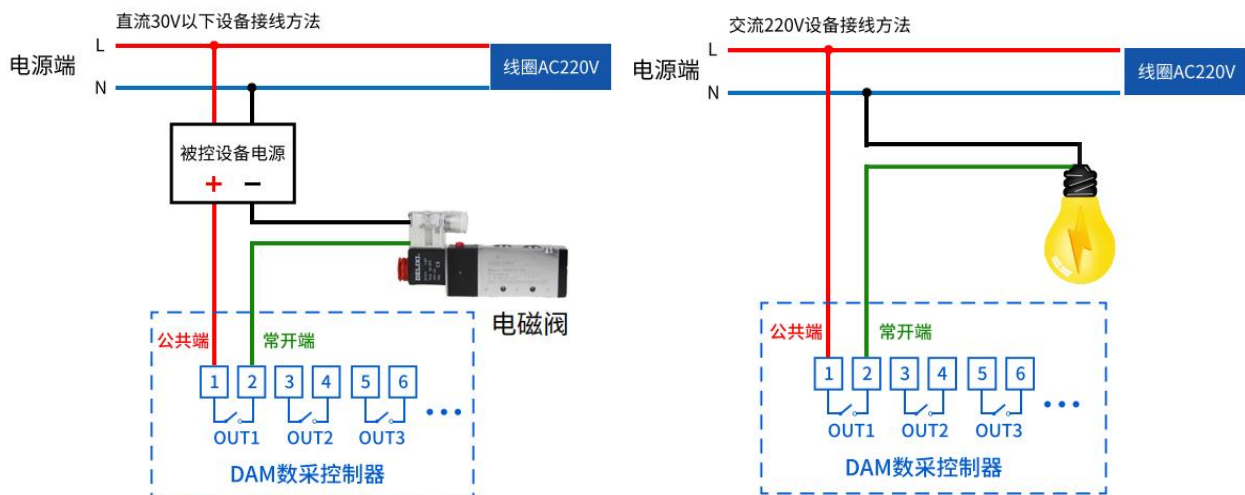 直流30V以下设备接线方法
L
电源端
线圈AC220V
N
被控设备电源
+ −
DELIXI
电磁阀
公共端
常开端
1 2 3 4 5 6
OUT1 OUT2 OUT3
DAM数采控制器
交流220V设备接线方法
L
电源端
线圈AC220V
N
公共端
常开端
1 2 3 4 5 6
OUT1 OUT2 OUT3
DAM数采控制器